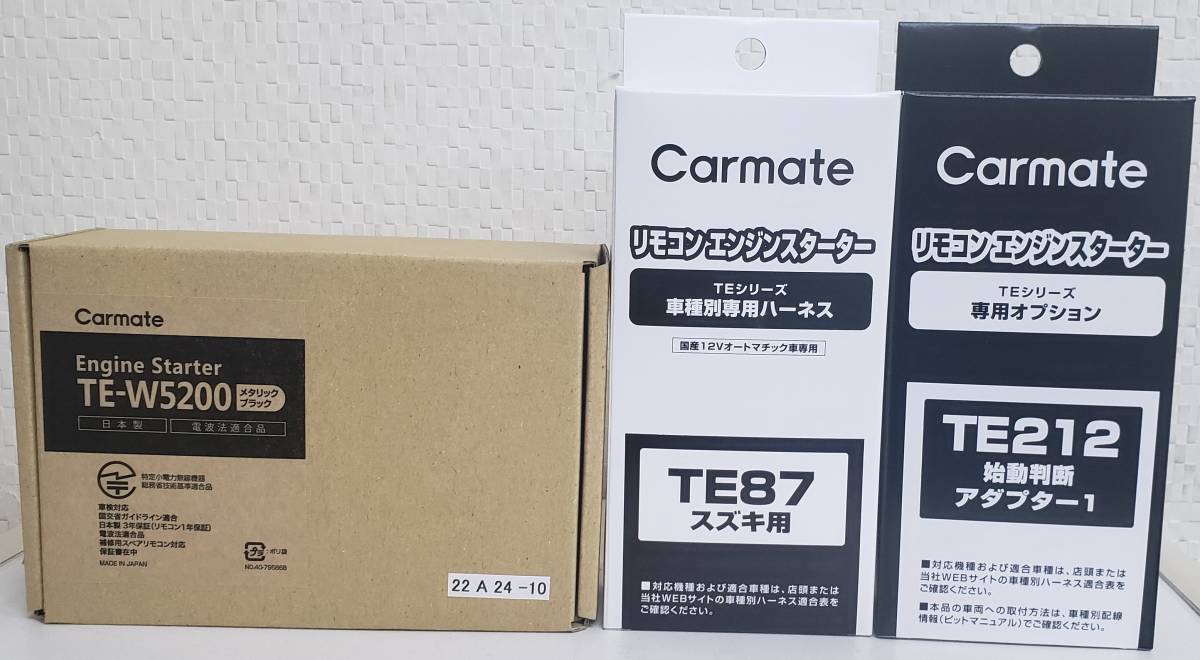 Carmate
Engine Starter
TE-W5200 メタリック
ブラック
日本製 電波法適合品
特定小電力無線機器
総務省技術基準適合品
車検対応
国交省ガイドライン適合
日本製 3年保証(リモコン1年保証)
電波法適合品
補修用スペアリモコン対応
保証書在中
MADE IN JAPAN
プラ :ポリ袋
NO.A0-795868
22 A 24 -10
Carmate
リモコンエンジンスターター
TEシリーズ
車種別専用ハーネス
国産12Vオートマチック車専用
TE87
スズキ用
■対応機種および適合車種は、店頭または
当社WEBサイトの車種別ハーネス適合表を
ご確認ください。
Carmate
リモコンエンジンスターター
TEシリーズ
専用オプション
TE212
始動判断
アダプター1
■対応機種および適合車種は、店頭または
当社WEBサイトの車種別ハーネス適合表を
ご確認ください。
■本品の車両への取付方法は、車種別配線
情報(ビットマニュアル)でご確認ください。